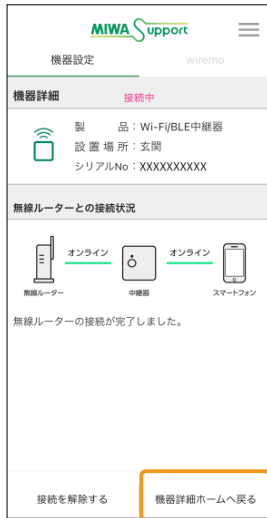 MIWA Support
機器設定 wiremo
機器詳細 接続中
製品：Wi-Fi/BLE中継器
設置場所：玄関
シリアルNo：XXXXXXXXXX
無線ルーターとの接続状況
オンライン オンライン
無線ルーター 中継器 スマートフォン
無線ルーターの接続が完了しました。
接続を解除する 機器詳細ホームへ戻る